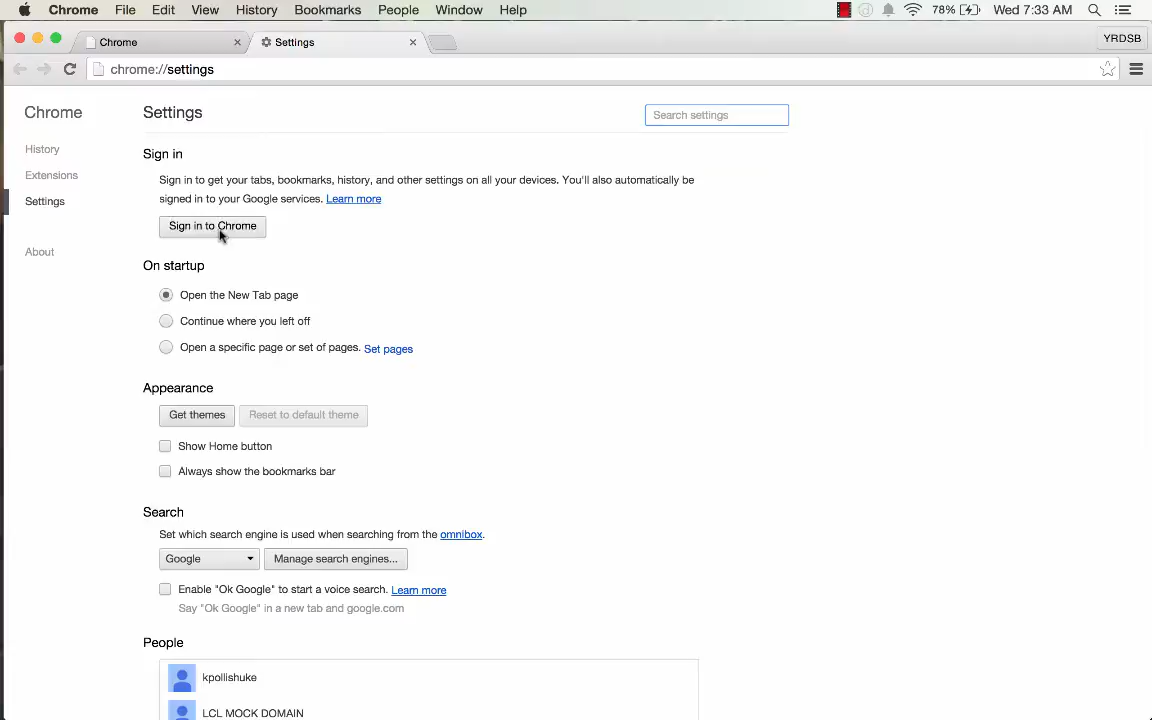 Chrome File Edit View History Bookmarks People Window Help 78% Wed 7:33 AM
Chrome Settings YRDSB
chrome://settings
Chrome
History
Extensions
Settings
About
Settings
Search settings
Sign in
Sign in to get your tabs, bookmarks, history, and other settings on all your devices. You'll also automatically be
signed in to your Google services. Learn more
Sign in to Chrome
On startup
Open the New Tab page
Continue where you left off
Open a specific page or set of pages. Set pages
Appearance
Get themes Reset to default theme
Show Home button
Always show the bookmarks bar
Search
Set which search engine is used when searching from the omnibox.
Google Manage search engines...
Enable "Ok Google" to start a voice search. Learn more
Say "Ok Google" in a new tab and google.com
People
kpollishuke
LCL MOCK DOMAIN